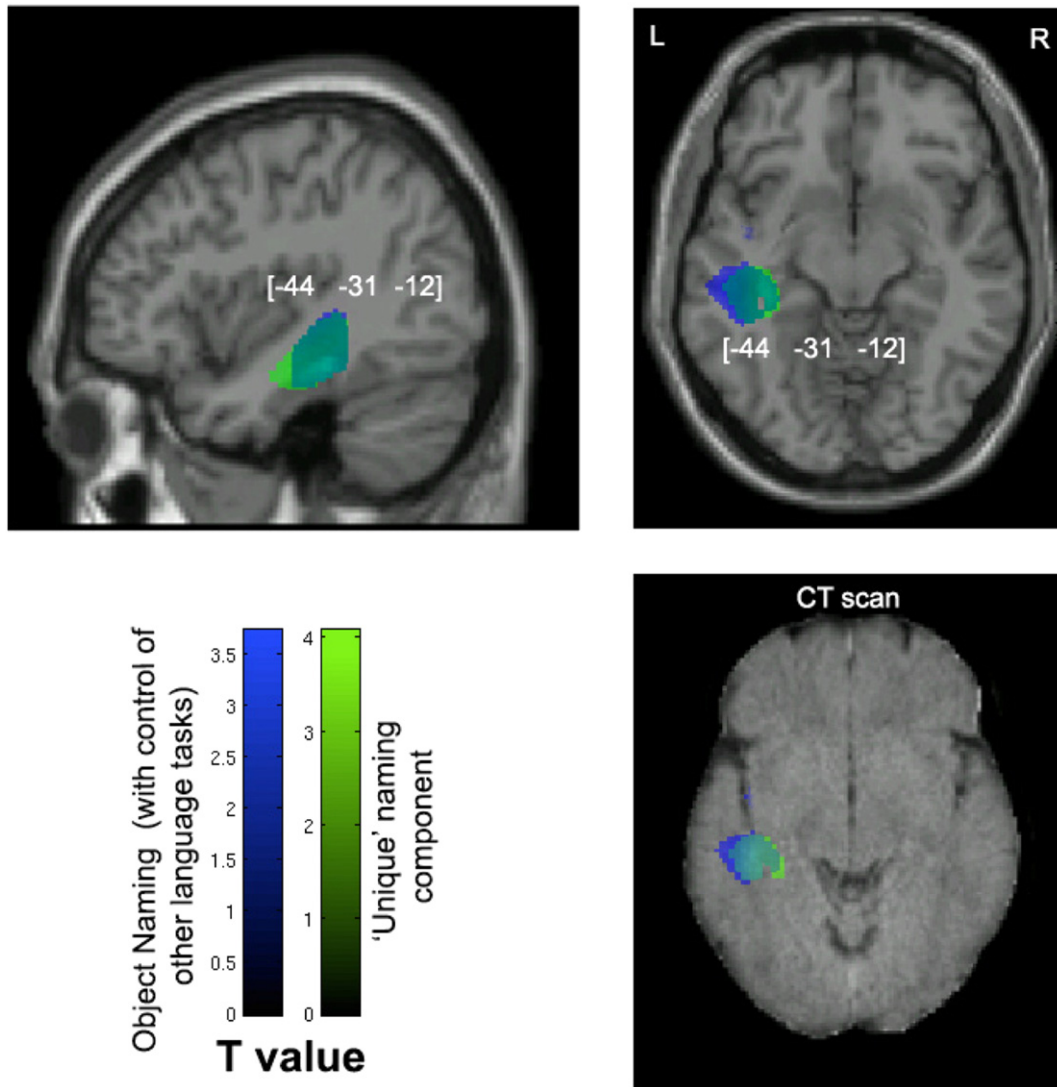 L
R
[-44 -31 -12]
[-44 -31 -12]
CT scan
Object Naming (with control of
other language tasks)
3.5
3
2.5
2
1.5
1
0.5
0
4
3
2
1
0
'Unique' naming
component
T value